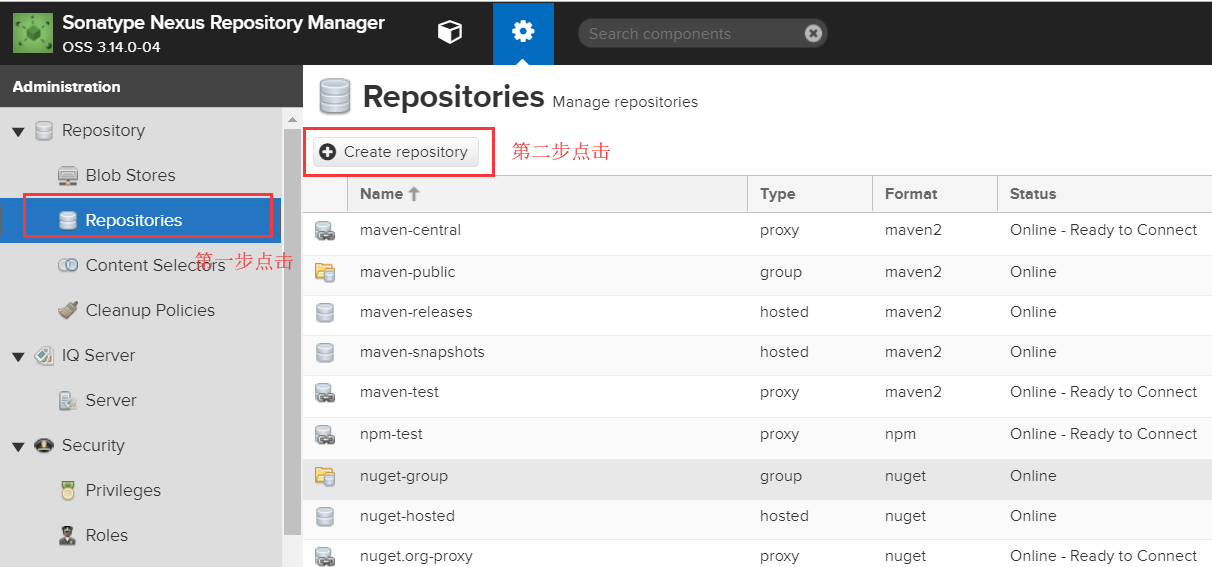 Sonatype Nexus Repository Manager
OSS 3.14.0-04
Search components
Administration
Repository
Blob Stores
Repositories
第一步点击
Content Selectors
Cleanup Policies
IQ Server
Server
Security
Privileges
Roles
Repositories Manage repositories
Create repository 第二步点击
Name Type Format Status
maven-central proxy maven2 Online - Ready to Connect
maven-public group maven2 Online
maven-releases hosted maven2 Online
maven-snapshots hosted maven2 Online
maven-test proxy maven2 Online - Ready to Connect
npm-test proxy npm Online - Ready to Connect
nuget-group group nuget Online
nuget-hosted hosted nuget Online
nuget.org-proxy proxy nuget Online - Ready to Connect